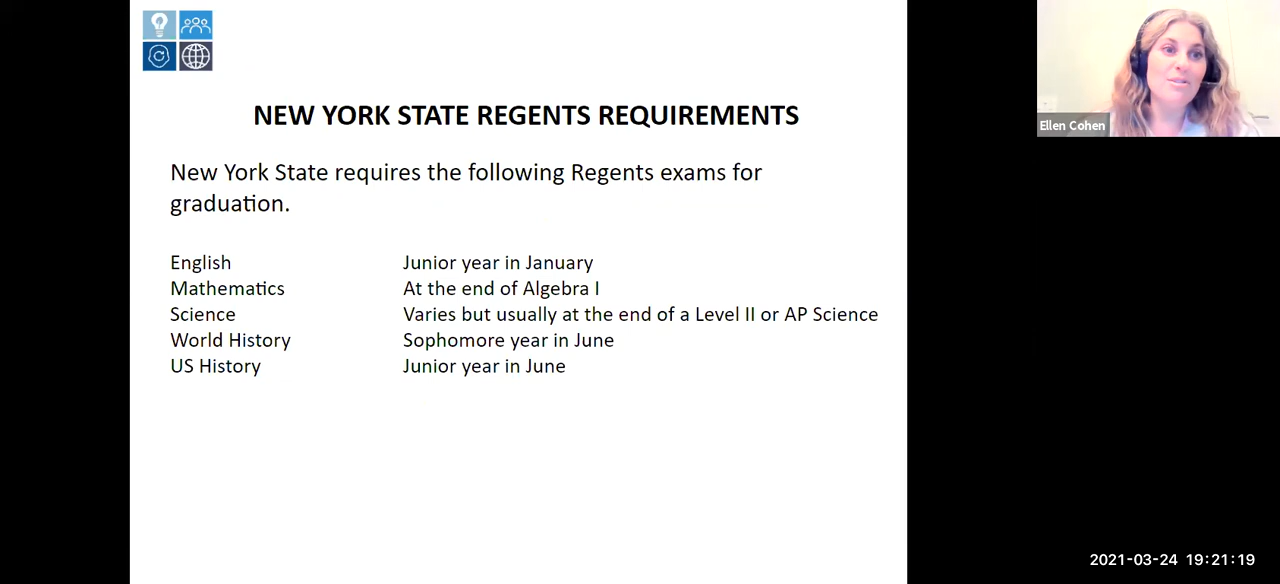 NEW YORK STATE REGENTS REQUIREMENTS
New York State requires the following Regents exams for
graduation.
English Junior year in January
Mathematics At the end of Algebra I
Science Varies but usually at the end of a Level II or AP Science
World History Sophomore year in June
US History Junior year in June
Ellen Cohen
2021-03-24 19:21:19